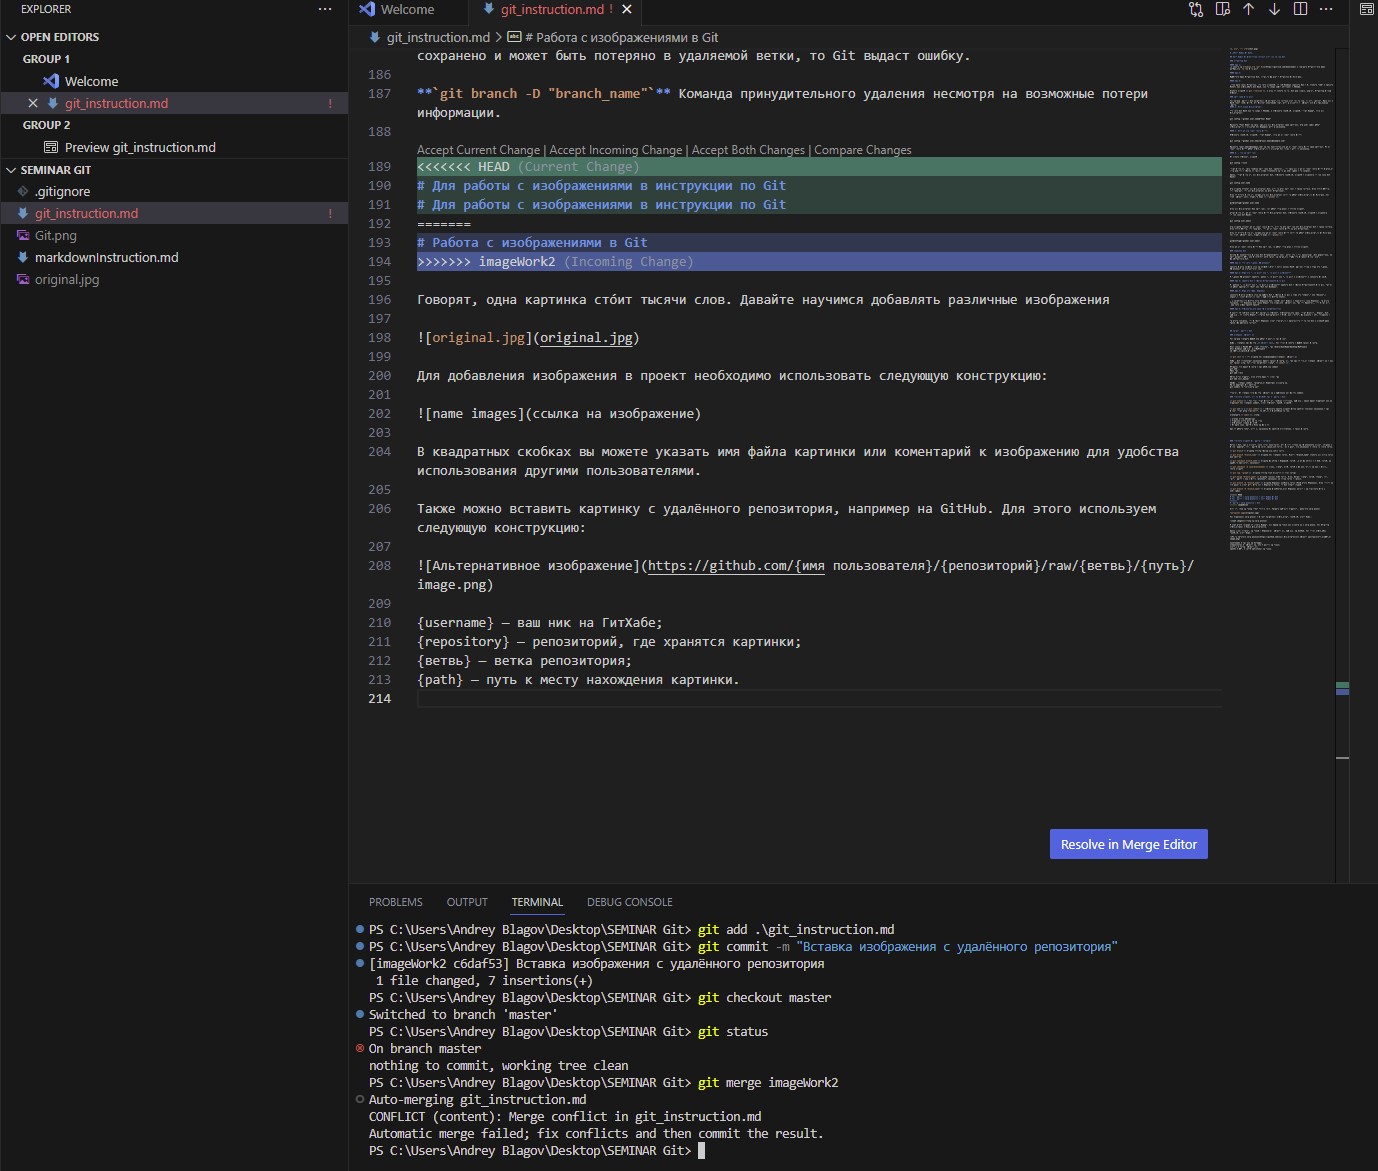 EXPLORER
OPEN EDITORS
GROUP 1
Welcome
git_instruction.md !
GROUP 2
Preview git_instruction.md
SEMINAR GIT
.gitignore
git_instruction.md !
Git.png
markdownInstruction.md
original.jpg
Welcome
git_instruction.md !
git_instruction.md > # Работа с изображениями в Git
сохранено и может быть потеряно в удаляемой ветки, то Git выдаст ошибку.
186
187 **`git branch -D "branch_name"`** Команда принудительного удаления несмотря на возможные потери
информации.
188
Accept Current Change | Accept Incoming Change | Accept Both Changes | Compare Changes
189 <<<<<<< HEAD (Current Change)
190 # Для работы с изображениями в инструкции по Git
191 # Для работы с изображениями в инструкции по Git
192 =======
193 # Работа с изображениями в Git
194 >>>>>>> imageWork2 (Incoming Change)
195
196 Говорят, одна картинка сто́ит тысячи слов. Давайте научимся добавлять различные изображения
197
198 ![original.jpg](original.jpg)
199
200 Для добавления изображения в проект необходимо использовать следующую конструкцию:
201
202 ![name images](ссылка на изображение)
203
204 В квадратных скобках вы можете указать имя файла картинки или коментарий к изображению для удобства
использования другими пользователями.
205
206 Также можно вставить картинку с удалённого репозитория, например на GitHub. Для этого используем
следующую конструкцию:
207
208 ![Альтернативное изображение](https://github.com/{имя пользователя}/{репозиторий}/raw/{ветвь}/{путь}/
image.png)
209
210 {username} — ваш ник на ГитХабе;
211 {repository} — репозиторий, где хранятся картинки;
212 {ветвь} — ветка репозитория;
213 {path} — путь к месту нахождения картинки.
214
Resolve in Merge Editor
PROBLEMS OUTPUT TERMINAL DEBUG CONSOLE
PS C:\Users\Andrey Blagov\Desktop\SEMINAR Git> git add .\git_instruction.md
PS C:\Users\Andrey Blagov\Desktop\SEMINAR Git> git commit -m "Вставка изображения с удалённого репозитория"
[imageWork2 c6daf53] Вставка изображения с удалённого репозитория
1 file changed, 7 insertions(+)
PS C:\Users\Andrey Blagov\Desktop\SEMINAR Git> git checkout master
Switched to branch 'master'
PS C:\Users\Andrey Blagov\Desktop\SEMINAR Git> git status
On branch master
nothing to commit, working tree clean
PS C:\Users\Andrey Blagov\Desktop\SEMINAR Git> git merge imageWork2
Auto-merging git_instruction.md
CONFLICT (content): Merge conflict in git_instruction.md
Automatic merge failed; fix conflicts and then commit the result.
PS C:\Users\Andrey Blagov\Desktop\SEMINAR Git>